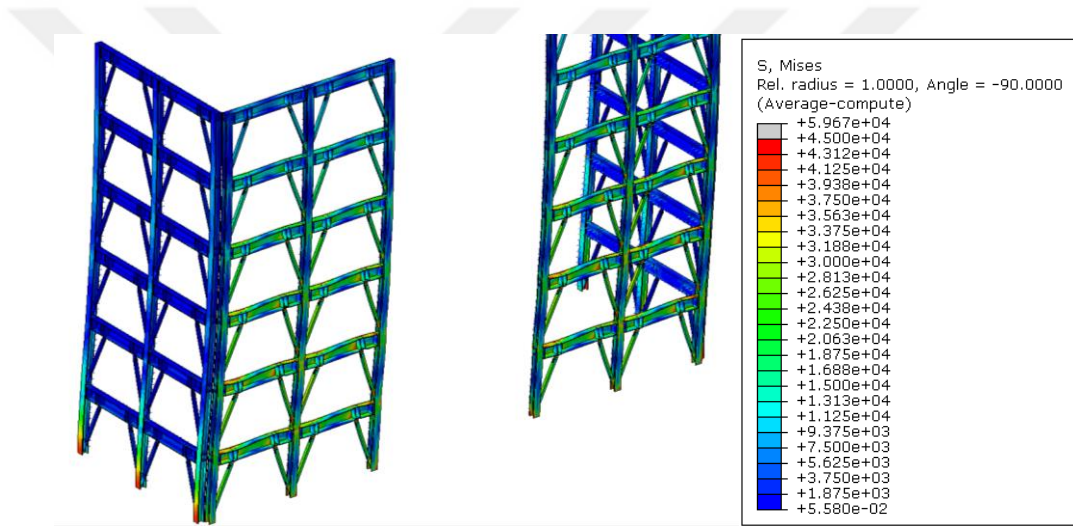 S, Mises
Rel. radius = 1.0000, Angle = -90.0000
(Average-compute)
+5.967e+04
+4.500e+04
+4.312e+04
+4.125e+04
+3.938e+04
+3.750e+04
+3.563e+04
+3.375e+04
+3.188e+04
+3.000e+04
+2.813e+04
+2.625e+04
+2.438e+04
+2.250e+04
+2.063e+04
+1.875e+04
+1.688e+04
+1.500e+04
+1.313e+04
+1.125e+04
+9.375e+03
+7.500e+03
+5.625e+03
+3.750e+03
+1.875e+03
+5.580e-02